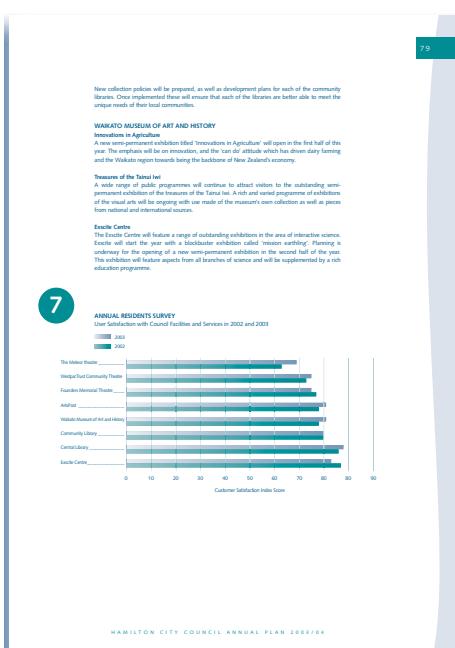 79
New collection policies will be prepared, as well as development plans for each of the community
libraries. Once implemented these will ensure that each of the libraries are better able to meet the
unique needs of their local communities.
WAIKATO MUSEUM OF ART AND HISTORY
Innovations in Agriculture
A new semi-permanent exhibition titled 'Innovations in Agriculture' will open in the first half of this
year. The emphasis will be on innovation, and the 'can do' attitude which has driven dairy farming
and the Waikato region towards being the backbone of New Zealand's economy.
Treasures of the Tainui Iwi
A wide range of public programmes will continue to attract visitors to the outstanding semi-
permanent exhibition of the treasures of the Tainui Iwi. A rich and varied programme of exhibitions
of the visual arts will be ongoing with use made of the museum's own collection as well as pieces
from national and international sources.
Exscite Centre
The Exscite Centre will feature a range of outstanding exhibitions in the area of interactive science.
Exscite will start the year with a blockbuster exhibition called 'mission earthling'. Planning is
underway for the opening of a new semi-permanent exhibition in the second half of the year.
This exhibition will feature aspects from all branches of science and will be supplemented by a rich
education programme.
7
ANNUAL RESIDENTS SURVEY
User Satisfaction with Council Facilities and Services in 2002 and 2003
2003
2002
The Meteor theatre
WestpacTrust Community Theatre
Founders Memorial Theatre
ArtsPost
Waikato Museum of Art and History
Community Library
Central Library
Exscite Centre
0 10 20 30 40 50 60 70 80 80 90
Customer Satisfaction Index Score
HAMILTON CITY COUNCIL ANNUAL PLAN 2003/04